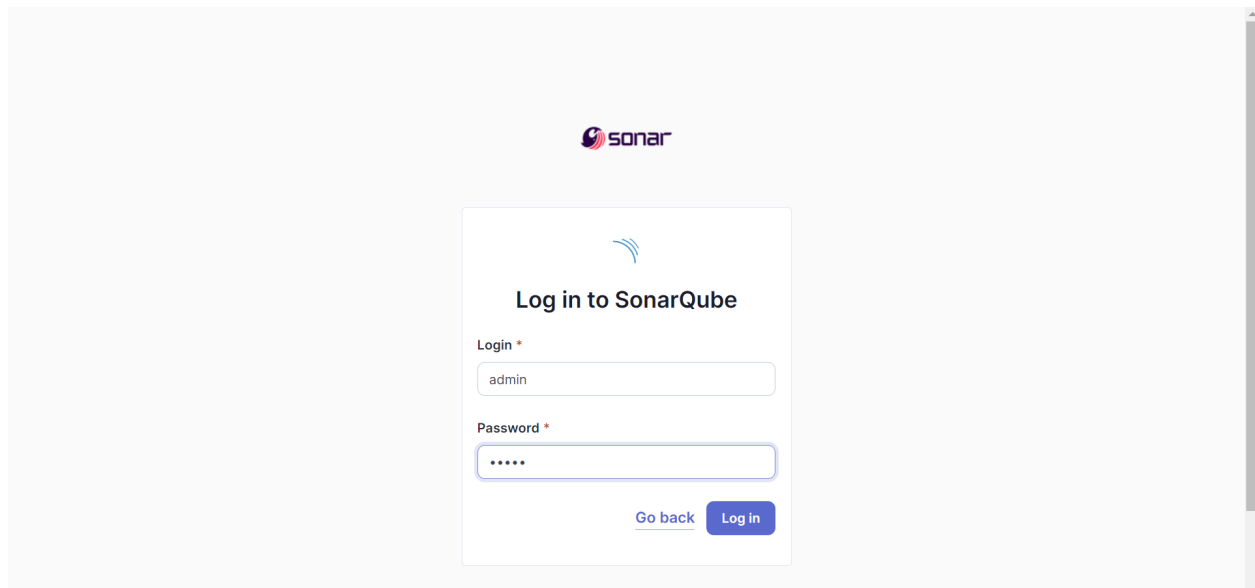 sonar
Log in to SonarQube
Login *
admin
Password *
•••••
Go back Log in